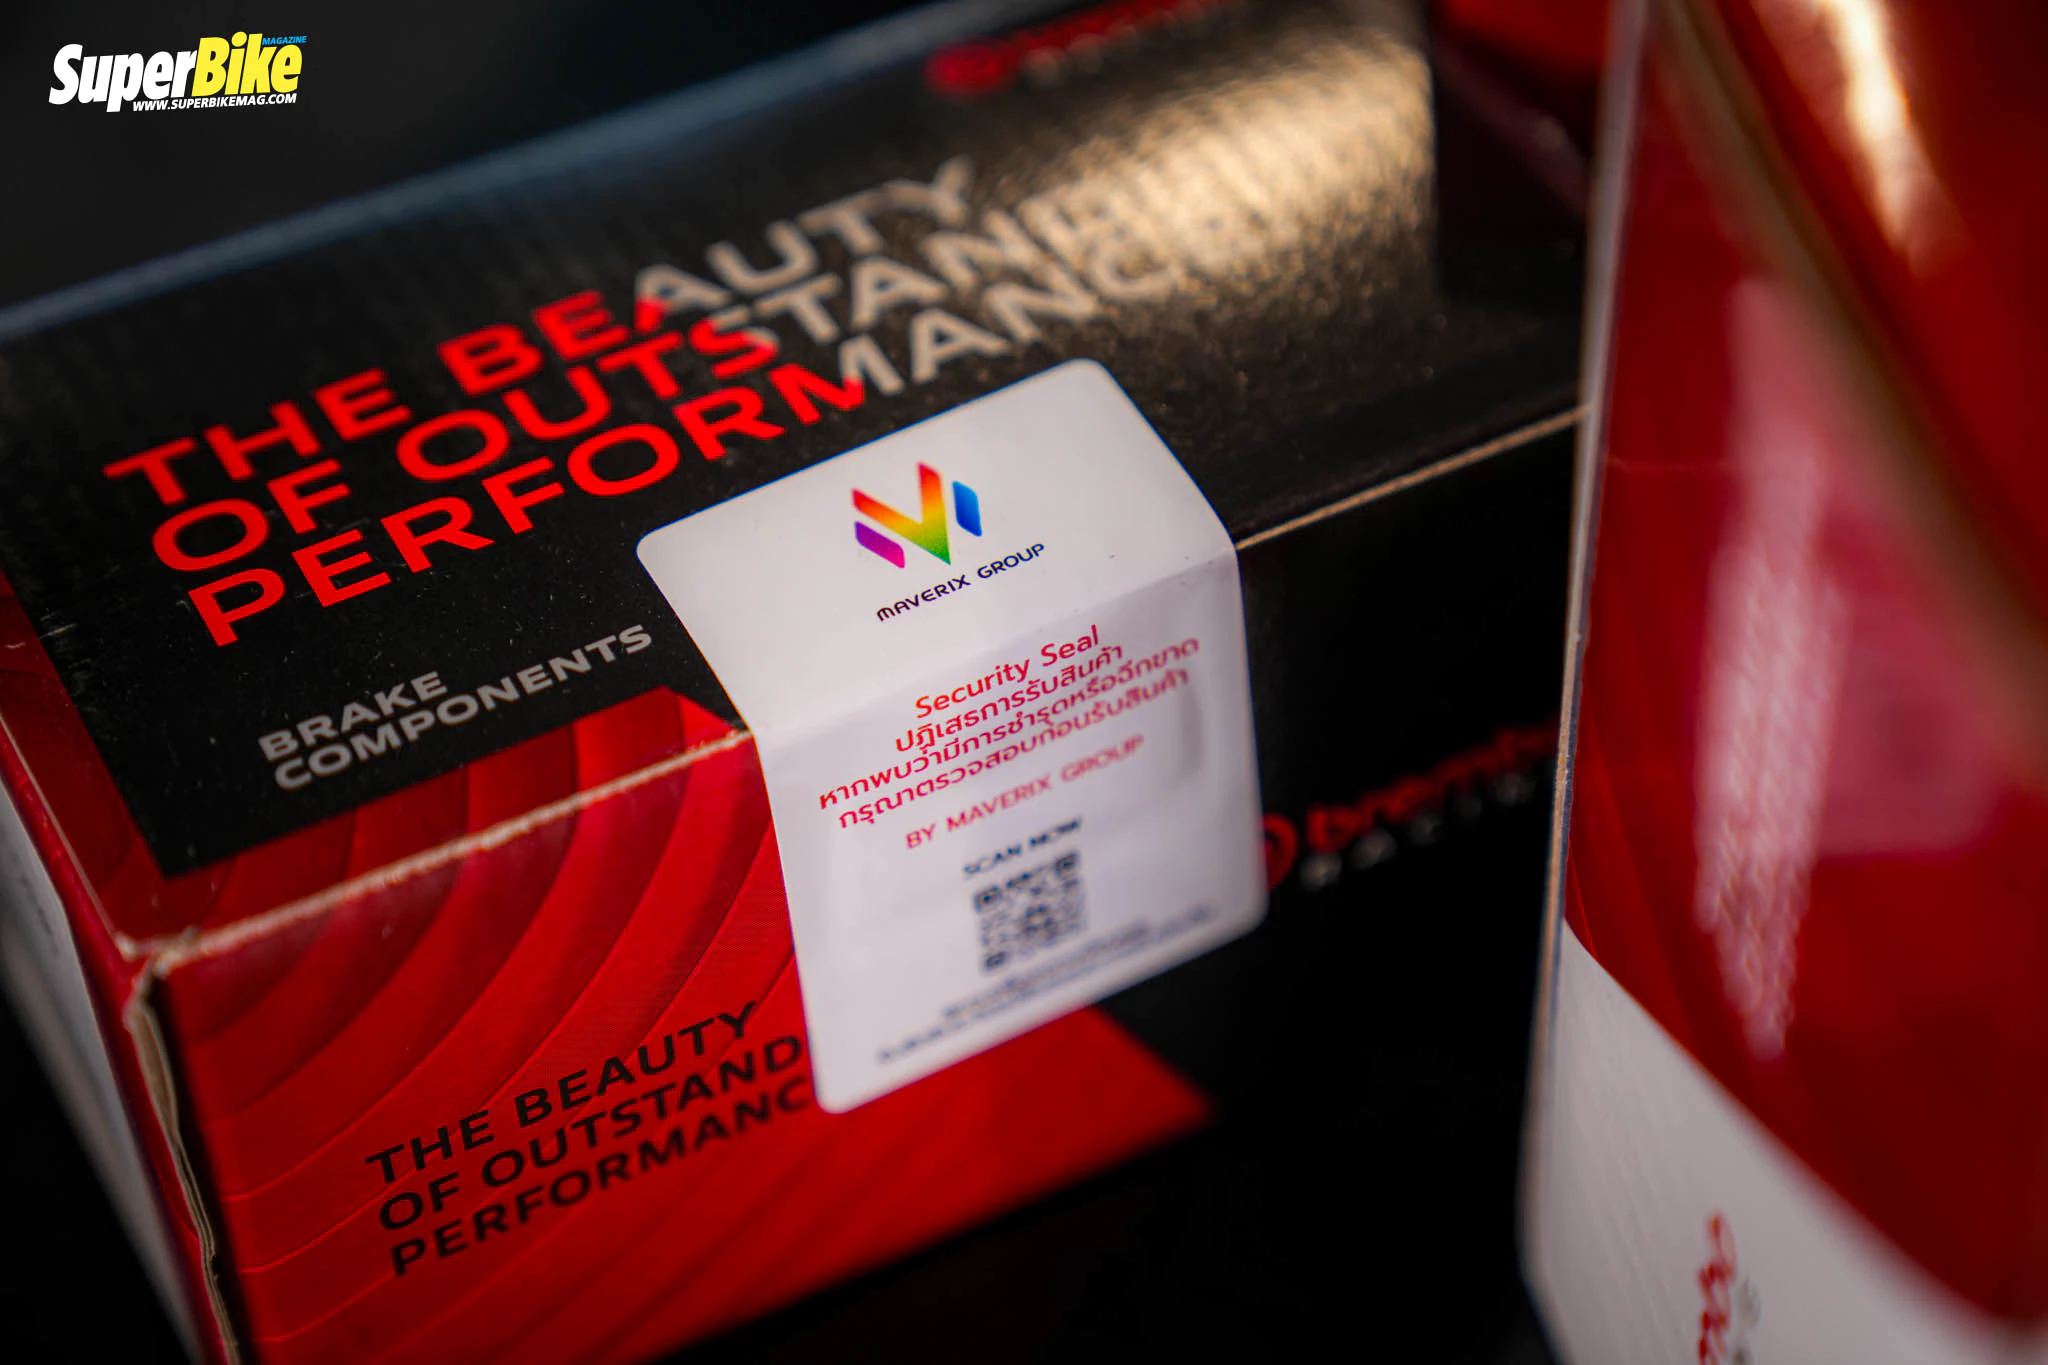 SuperBike
MAGAZINE
WWW.SUPERBIKEMAG.COM
THE BEAUTY
OF OUTSTAND
PERFORMANC
BRAKE
COMPONENTS
MAVERIX GROUP
Security Seal
ปฏิเสธการรับสินค้า
หากพบว่ามีการชำรุดหรือฉีกขาด
กรุณาตรวจสอบก่อนรับสินค้า
BY MAVERIX GROUP
SCAN NOW
brembo
RACING
THE BEAUTY
OF OUTSTAND
PERFORMANC